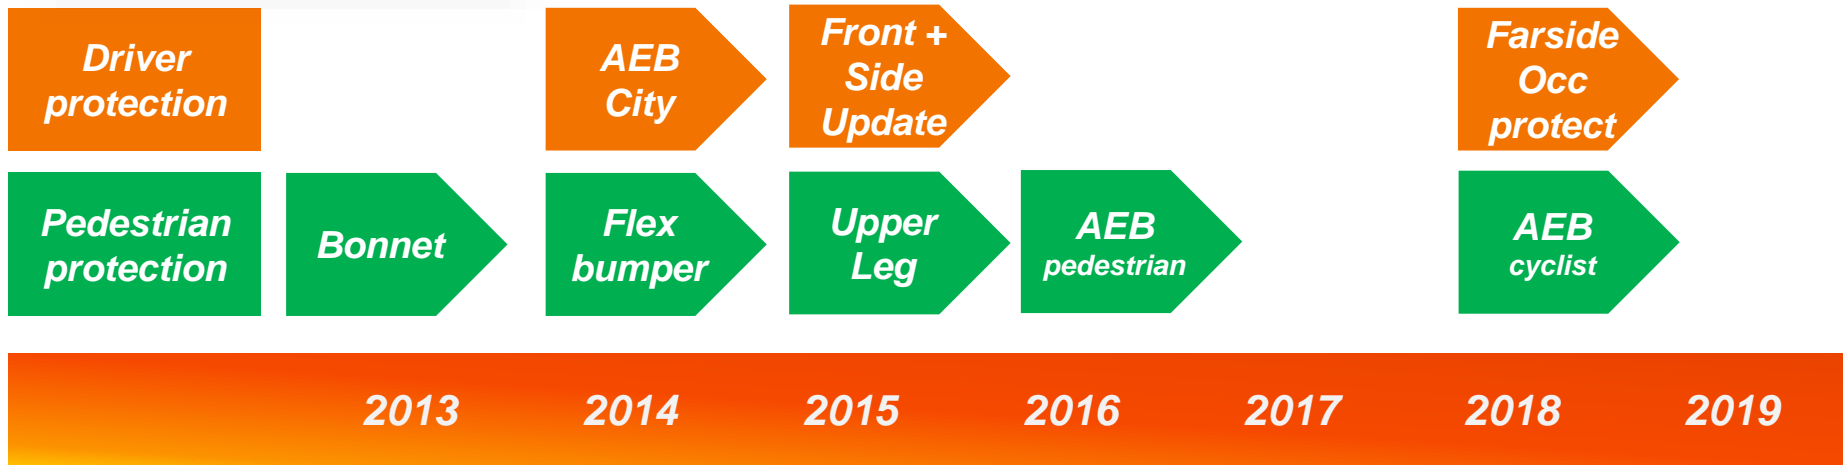 Driver
protection
AEB
City
Front +
Side
Update
Farside
Occ
protect
Pedestrian
protection
Bonnet
Flex
bumper
Upper
Leg
AEB
pedestrian
AEB
cyclist
2013 2014 2015 2016 2017 2018 2019